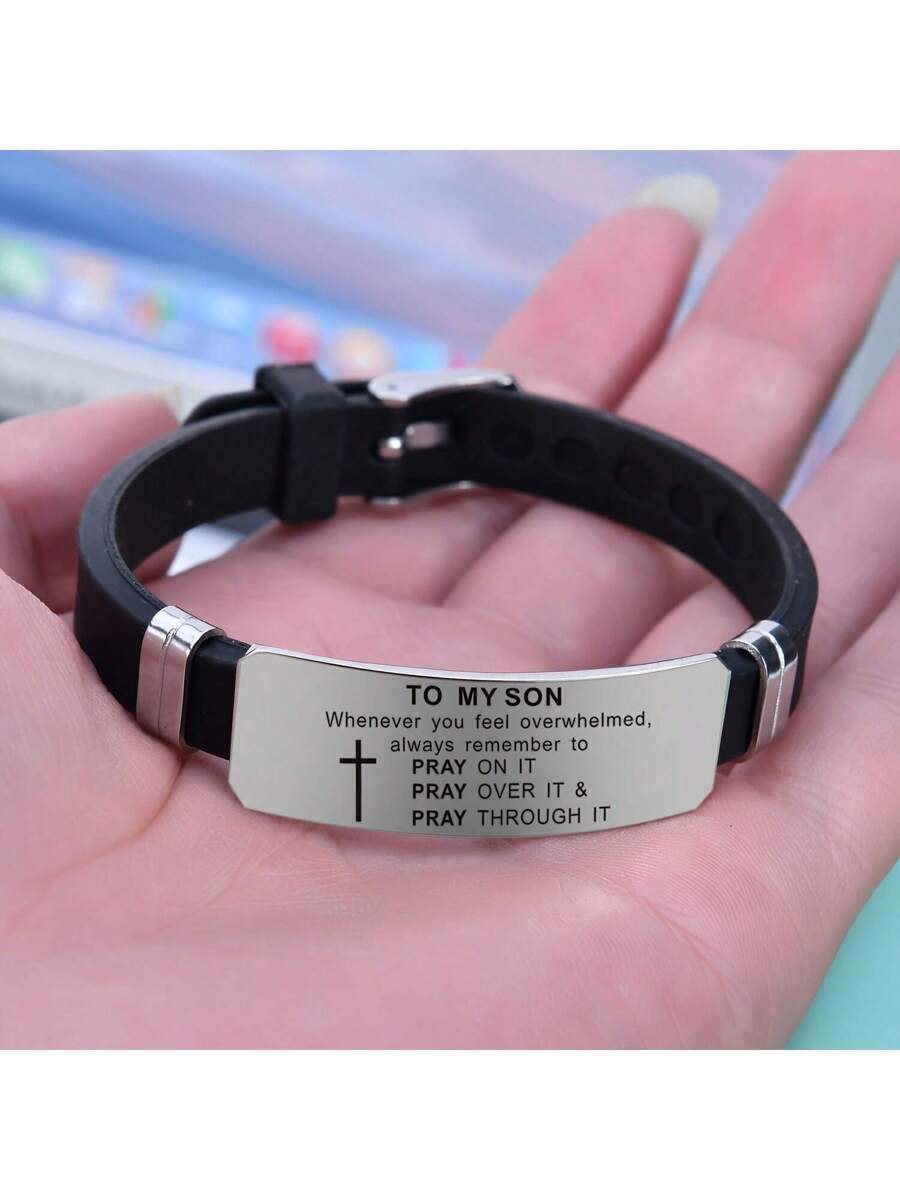 TO MY SON
Whenever you feel overwhelmed,
always remember to
PRAY ON IT
PRAY OVER IT &
PRAY THROUGH IT